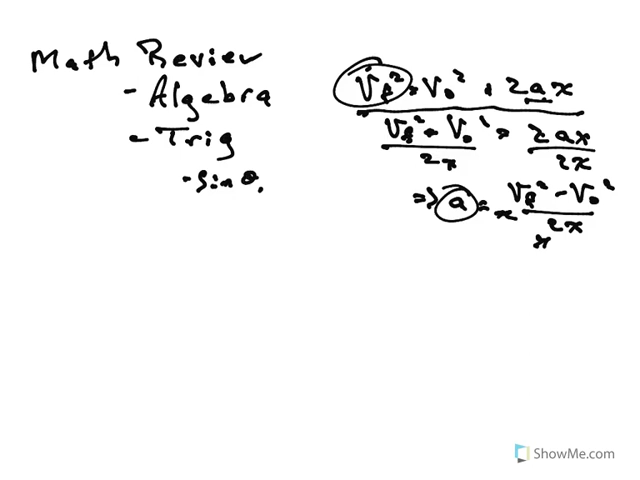 Math Review
- Algebra
- Trig
- sin θ,
Vf² = V₀² + 2ax
Vf² - V₀² = 2ax
2x 2x
=> a = Vf² - V₀²
2x
ShowMe.com